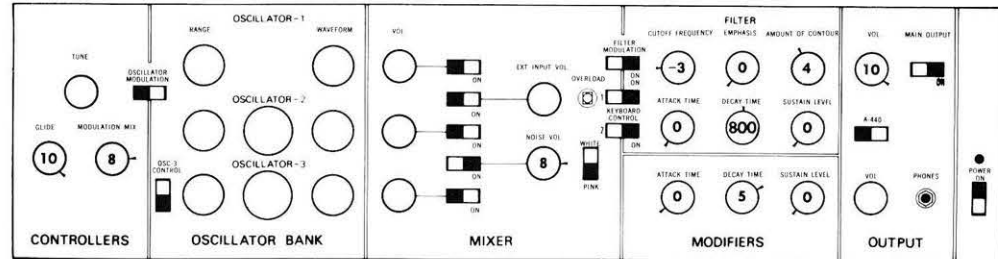 TUNE
OSCILLATOR
MODULATION
GLIDE
MODULATION MIX
10
8
OSC-3
CONTROL
CONTROLLERS
OSCILLATOR-1
RANGE
WAVEFORM
OSCILLATOR-2
OSCILLATOR-3
OSCILLATOR BANK
VOL
ON
ON
ON
ON
ON
EXT INPUT VOL.
OVERLOAD
NOISE VOL
8
WHITE
PINK
MIXER
FILTER
MODULATION
ON
ON
1
KEYBOARD
CONTROL
2
ON
FILTER
CUTOFF FREQUENCY
EMPHASIS
AMOUNT OF CONTOUR
-3
0
4
ATTACK TIME
DECAY TIME
SUSTAIN LEVEL
0
800
0
ATTACK TIME
DECAY TIME
SUSTAIN LEVEL
0
5
0
MODIFIERS
VOL
MAIN OUTPUT
10
ON
A-440
VOL
PHONES
OUTPUT
POWER
ON